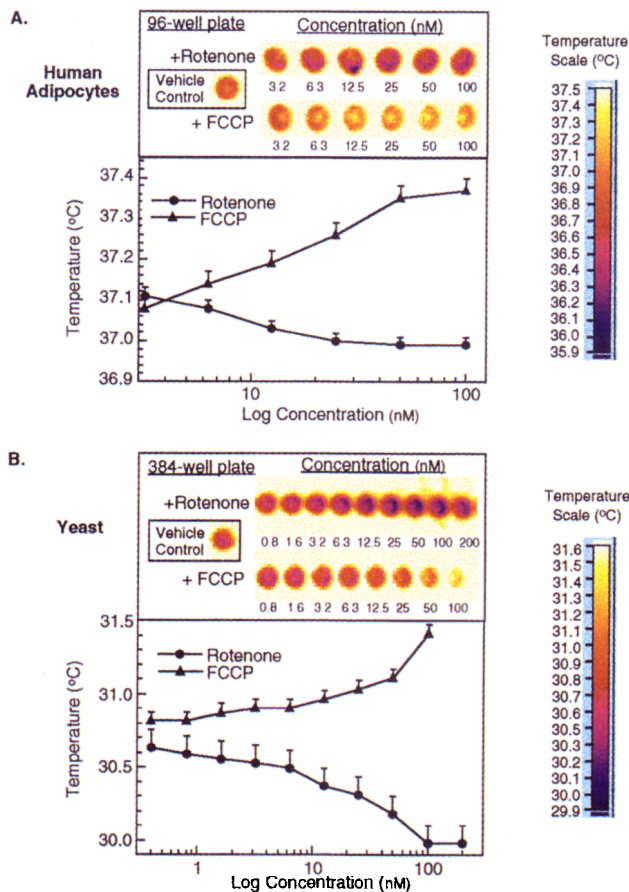 A.
Human
Adipocytes
96-well plate
Concentration (nM)
+Rotenone
3.2 6.3 12.5 25 50 100
Vehicle
Control
+ FCCP
3.2 6.3 12.5 25 50 100
Temperature
Scale (°C)
37.5
37.4
37.3
37.2
37.1
37.0
36.9
36.8
36.7
36.6
36.5
36.4
36.3
36.2
36.1
36.0
35.9
Temperature (°C)
37.4
37.3
37.2
37.1
37.0
36.9
Rotenone
FCCP
10 100
Log Concentration (nM)
B.
Yeast
384-well plate
Concentration (nM)
+Rotenone
0.8 1.6 3.2 6.3 12.5 25 50 100 200
Vehicle
Control
+ FCCP
0.8 1.6 3.2 6.3 12.5 25 50 100
Temperature
Scale (°C)
31.6
31.5
31.4
31.3
31.2
31.1
31.0
30.9
30.8
30.7
30.6
30.5
30.4
30.3
30.2
30.1
30.0
29.9
Temperature (°C)
31.5
31.0
30.5
30.0
Rotenone
FCCP
1 10 100
Log Concentration (nM)